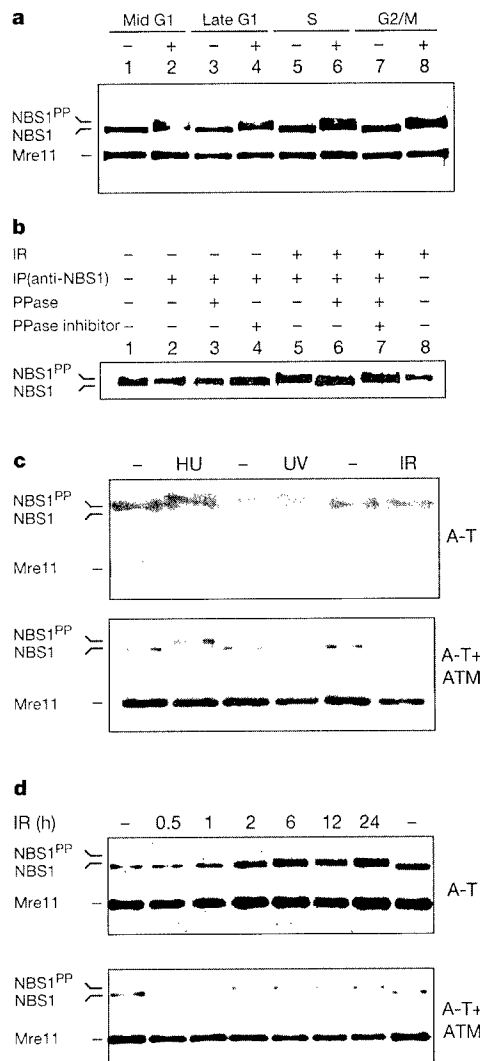 a
Mid G1 Late G1 S G2/M
– + – + – + – +
1 2 3 4 5 6 7 8
NBS1PP
NBS1
Mre11
b
IR – – – – + + + +
IP(anti-NBS1) – + + + + + + –
PPase – – + + – + + –
PPase inhibitor – – – + – – + –
1 2 3 4 5 6 7 8
NBS1PP
NBS1
c
– HU – UV – IR
NBS1PP
NBS1
Mre11
A-T
NBS1PP
NBS1
Mre11
A-T+
ATM
d
IR (h) – 0.5 1 2 6 12 24 –
NBS1PP
NBS1
Mre11
A-T
NBS1PP
NBS1
Mre11
A-T+
ATM